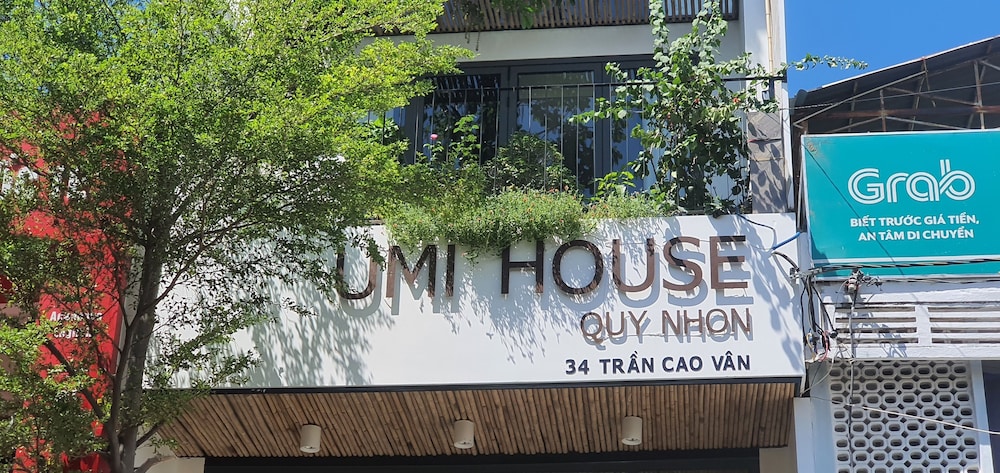 UMI HOUSE
QUY NHON
34 TRẦN CAO VÂN
Grab
BIẾT TRƯỚC GIÁ TIỀN,
AN TÂM DI CHUYỂN